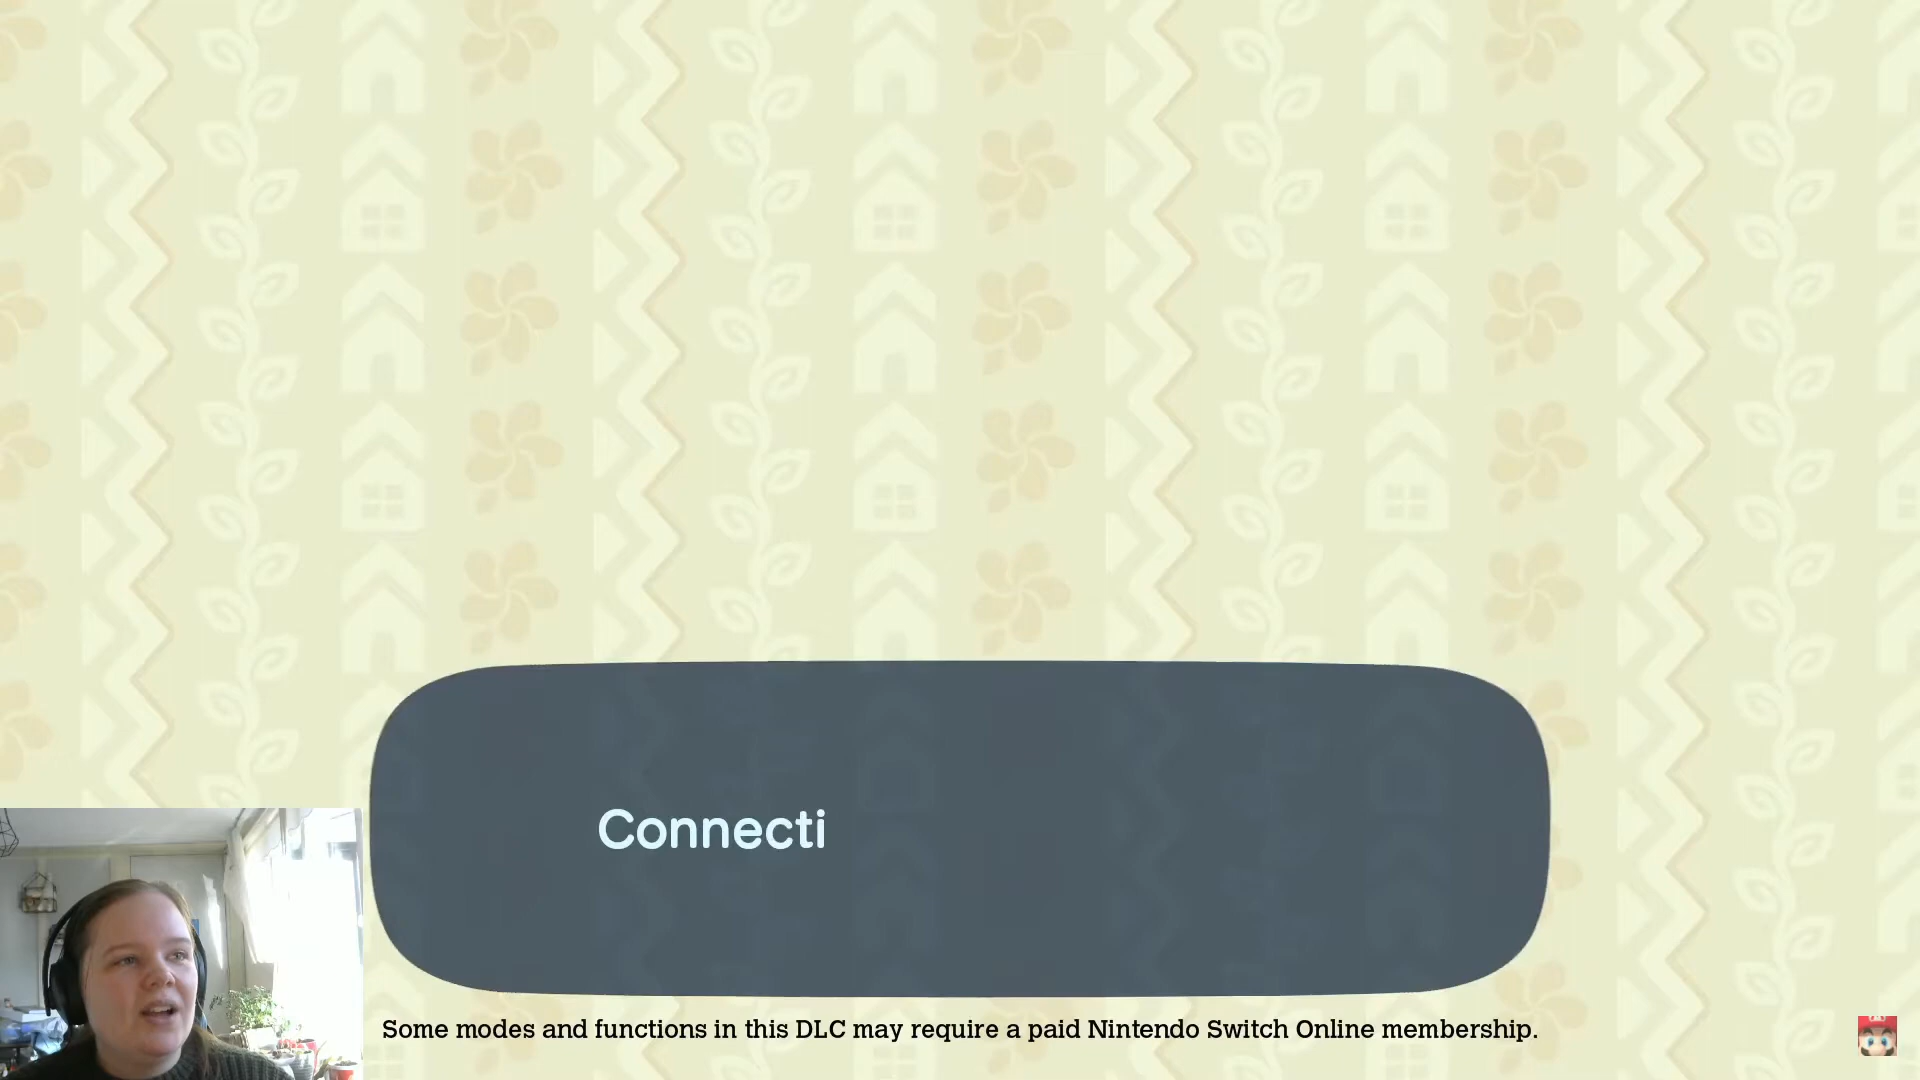 Connecti
Some modes and functions in this DLC may require a paid Nintendo Switch Online membership.